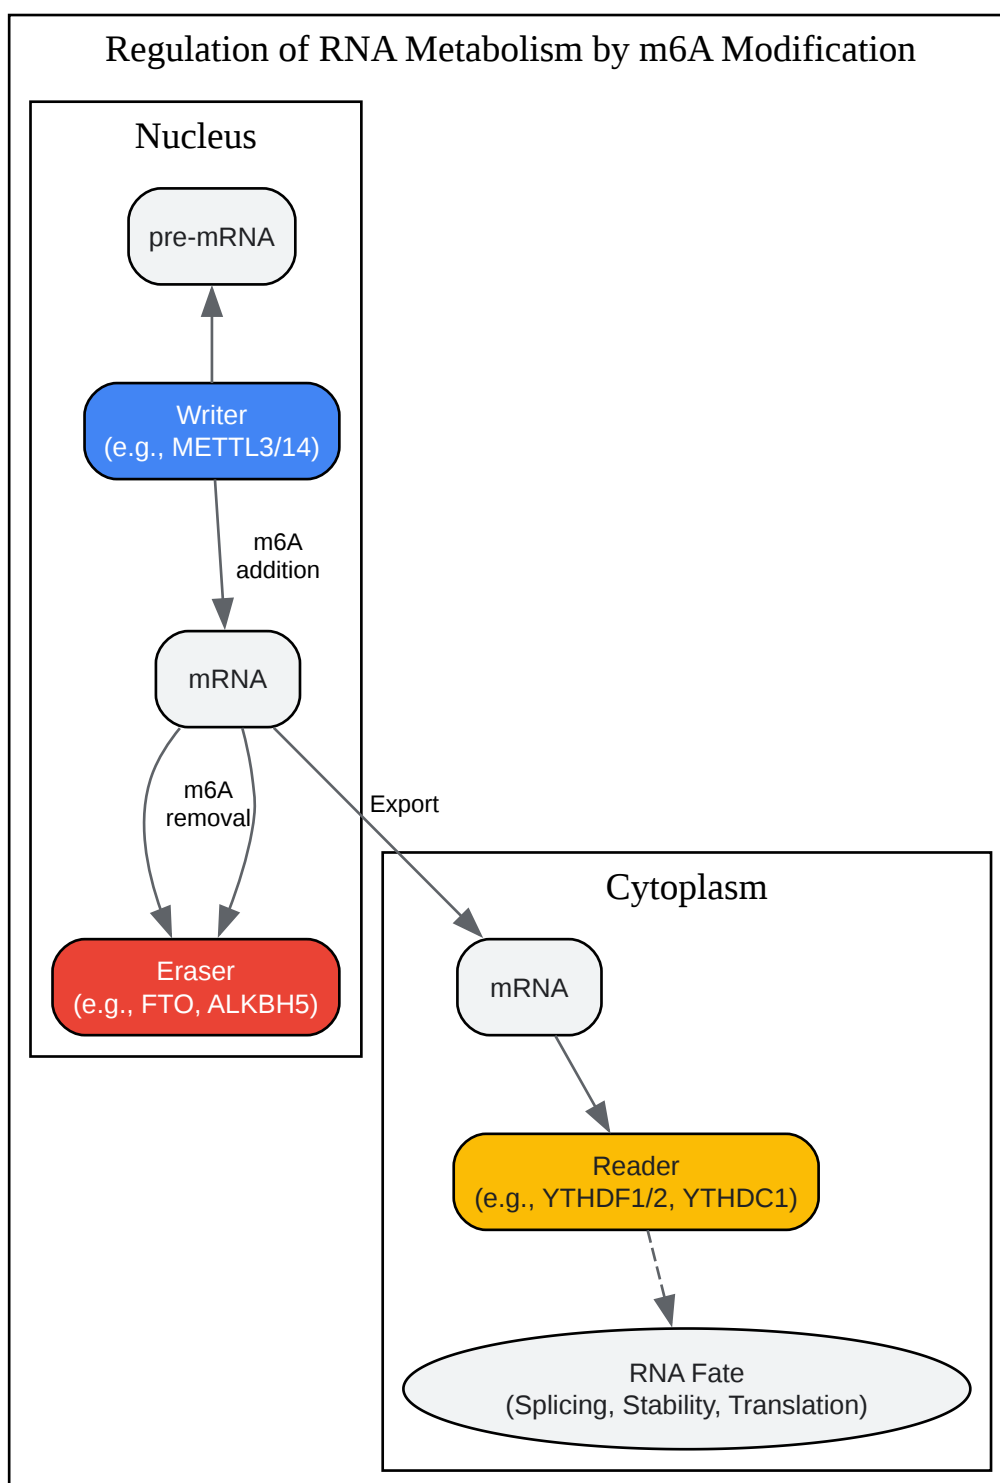 Regulation of RNA Metabolism by m6A Modification
Nucleus
pre-mRNA
Writer
(e.g., METTL3/14)
m6A
addition
mRNA
m6A
removal
Export
Eraser
(e.g., FTO, ALKBH5)
Cytoplasm
mRNA
Reader
(e.g., YTHDF1/2, YTHDC1)
RNA Fate
(Splicing, Stability, Translation)